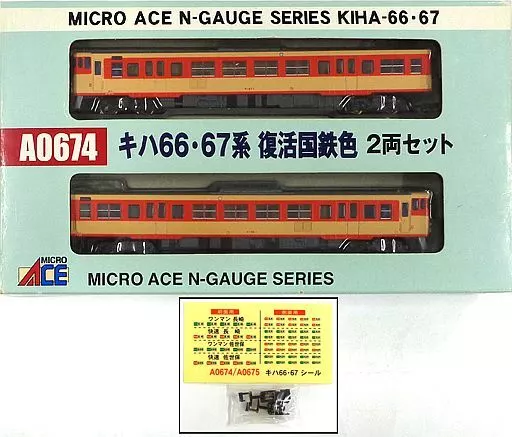 MICRO ACE N-GAUGE SERIES KIHA-66・67
A0674
キハ66・67系 復活国鉄色 2両セット
MICRO
ACE
MICRO ACE N-GAUGE SERIES
ワンマン 長崎
快速 長 崎
ワンマン 佐世保
快速 佐世保
A0674/A0675
キハ66・67 シール